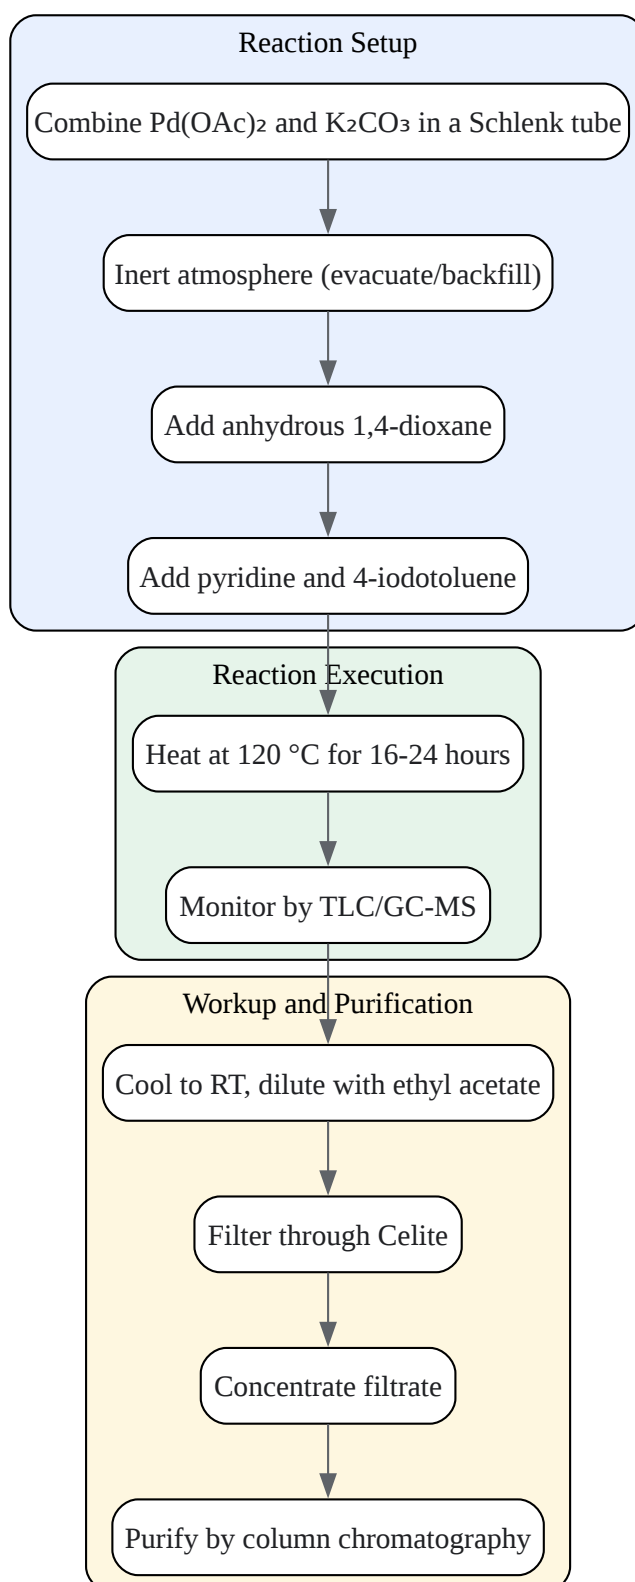 Reaction Setup
Combine Pd(OAc)₂ and K₂CO₃ in a Schlenk tube
Inert atmosphere (evacuate/backfill)
Add anhydrous 1,4-dioxane
Add pyridine and 4-iodotoluene
Reaction Execution
Heat at 120 °C for 16-24 hours
Monitor by TLC/GC-MS
Workup and Purification
Cool to RT, dilute with ethyl acetate
Filter through Celite
Concentrate filtrate
Purify by column chromatography